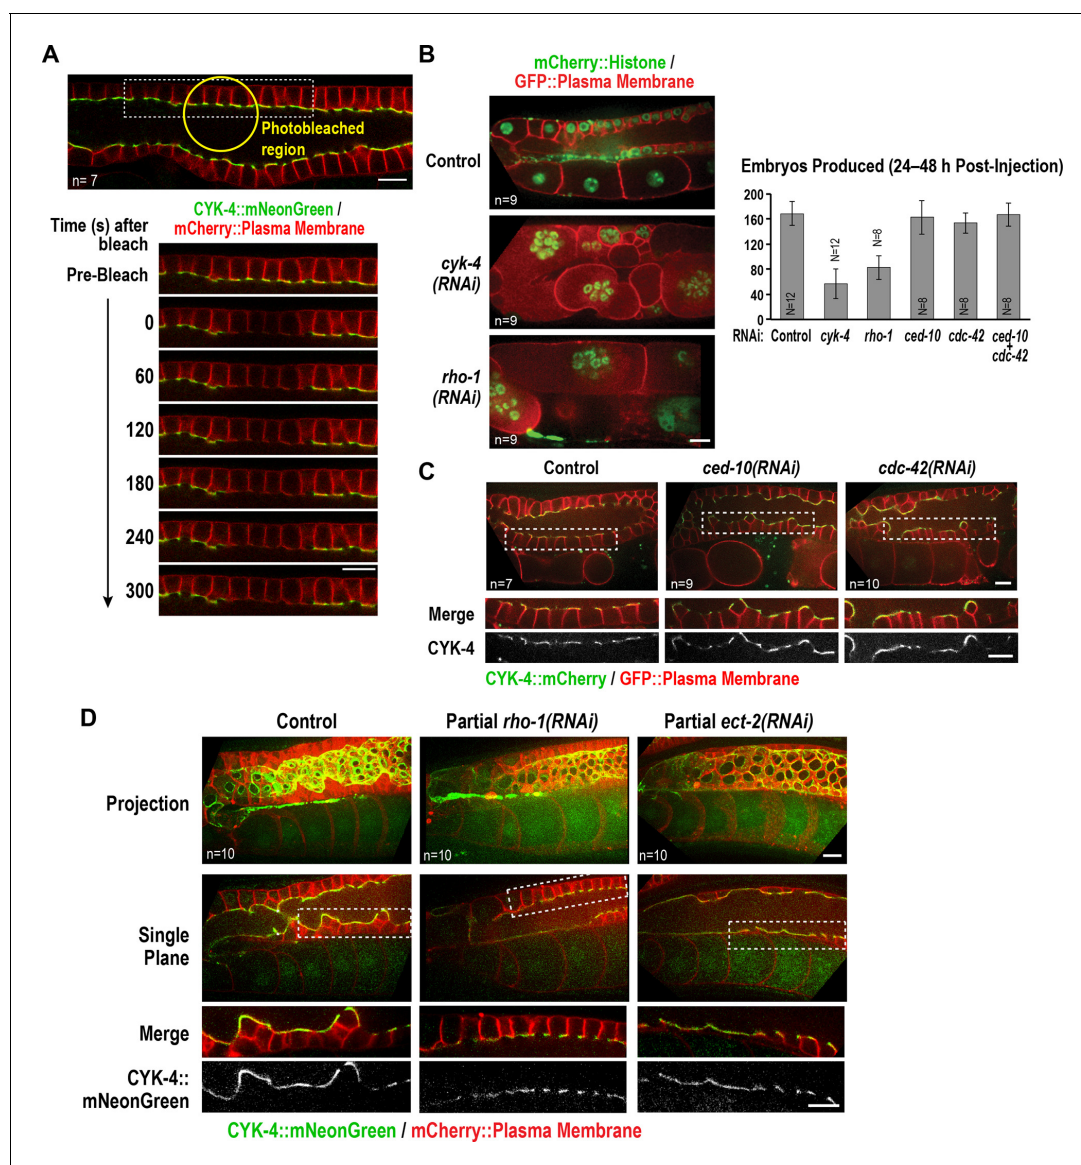 A
Photobleached
region
n= 7
CYK-4::mNeonGreen /
mCherry::Plasma Membrane
Time (s) after
bleach
Pre-Bleach
0
60
120
180
240
300
B
mCherry::Histone /
GFP::Plasma Membrane
Control
n=9
cyk-4
(RNAi)
n=9
rho-1
(RNAi)
n=9
Embryos Produced (24–48 h Post-Injection)
200
160
120
80
40
0
N=12
N=12
N=8
N=8
N=8
N=8
RNAi: Control cyk-4 rho-1 ced-10 cdc-42 ced-10
+
cdc-42
C
Control ced-10(RNAi) cdc-42(RNAi)
n=7 n=9 n=10
Merge
CYK-4
CYK-4::mCherry / GFP::Plasma Membrane
D
Control Partial rho-1(RNAi) Partial ect-2(RNAi)
Projection
n=10 n=10 n=10
Single
Plane
Merge
CYK-4::
mNeonGreen
CYK-4::mNeonGreen / mCherry::Plasma Membrane